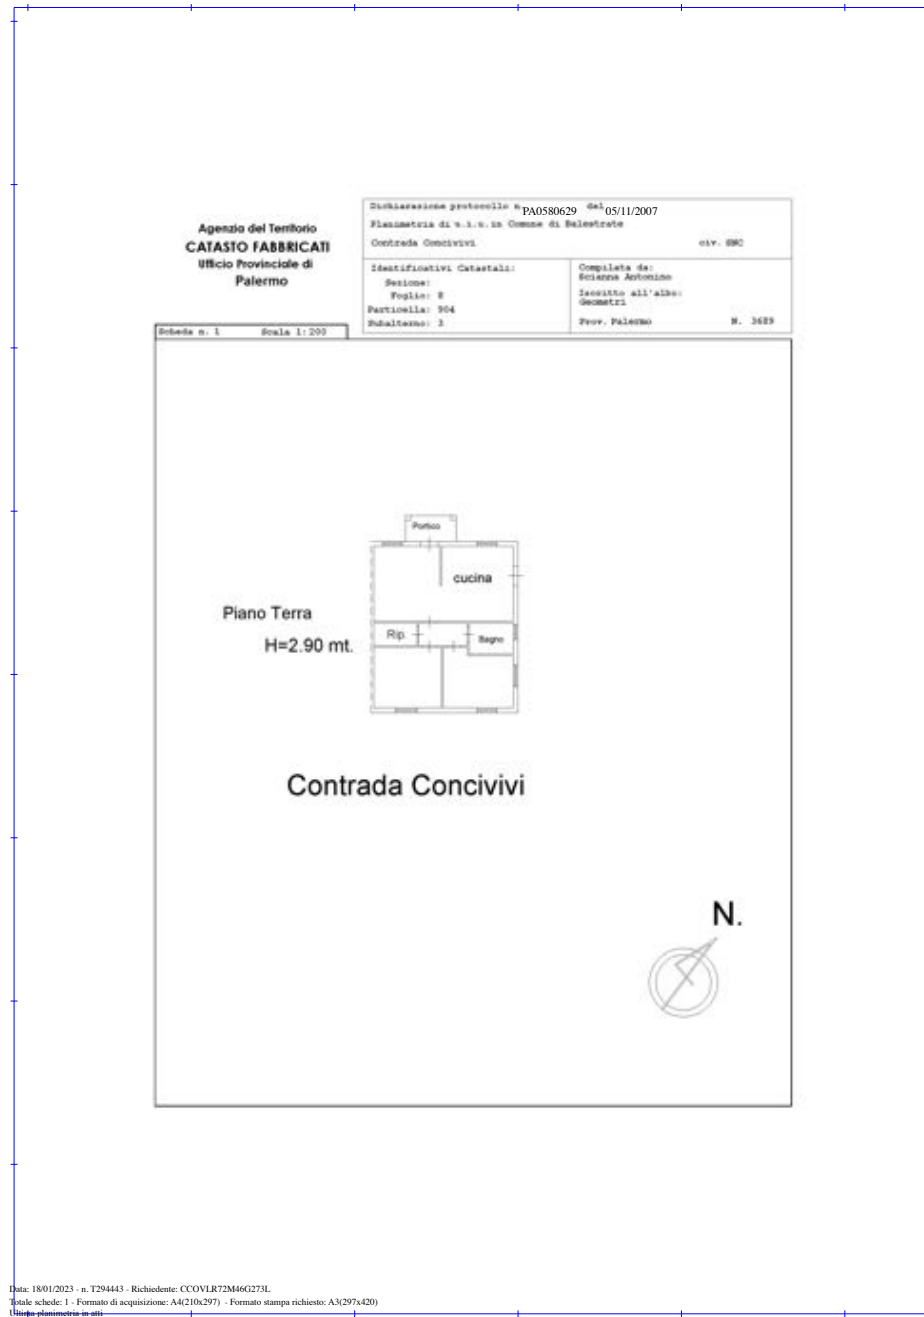 Agenzia del Territorio
CATASTO FABBRICATI
Ufficio Provinciale di
Palermo
Dichiarazione protocollo n. PA0580629 del 05/11/2007
Planimetria di u.i.u. in Comune di Balestrate
Contrada Concivivi civ. SNC
Identificativi Catastali:
Sezione:
Foglio: 8
Particella: 904
Subalterno: 3
Compilata da:
Scianna Antonino
Iscritto all'albo:
Geometri
Prov. Palermo N. 3689
Scheda n. 1 Scala 1:200
Portico
cucina
Piano Terra
H=2.90 mt.
Rip.
Bagno
Contrada Concivivi
N.
Data: 18/01/2023 - n. T294443 - Richiedente: CCOVLR72M46G273L
Totale schede: 1 - Formato di acquisizione: A4(210x297) - Formato stampa richiesto: A3(297x420)
Ultima planimetria in atti